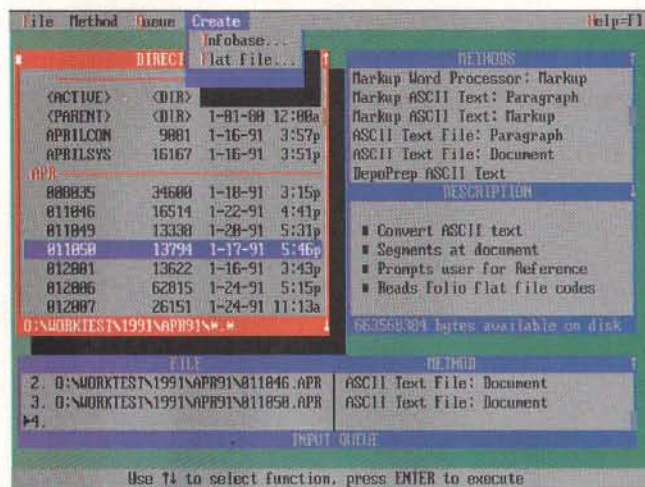 File Method Queue Create Help=F1
Infobase...
Flat file...
DIRECT
<ACTIVE> <DIR>
<PARENT> <DIR> 1-01-80 12:00a
APRILCON 9081 1-16-91 3:57p
APRILSYS 16167 1-16-91 3:51p
APR
008035 34600 1-18-91 3:15p
011046 16514 1-22-91 4:41p
011049 13330 1-20-91 5:31p
011050 13794 1-17-91 5:46p
012001 13622 1-16-91 3:43p
012006 62815 1-24-91 5:15p
012007 26151 1-24-91 11:13a
O:\WORKTEST\1991\APR91\*.*
METHODS
Markup Word Processor: Markup
Markup ASCII Text: Paragraph
Markup ASCII Text: Markup
ASCII Text File: Paragraph
ASCII Text File: Document
DepoPrep ASCII Text
DESCRIPTION
■ Convert ASCII text
■ Segments at document
■ Prompts user for Reference
■ Reads Folio flat file codes
663568384 bytes available on disk
FILE METHOD
2. O:\WORKTEST\1991\APR91\011046.APR ASCII Text File: Document
3. O:\WORKTEST\1991\APR91\011050.APR ASCII Text File: Document
►4.
INPUT QUEUE
Use ↑↓ to select function, press ENTER to execute